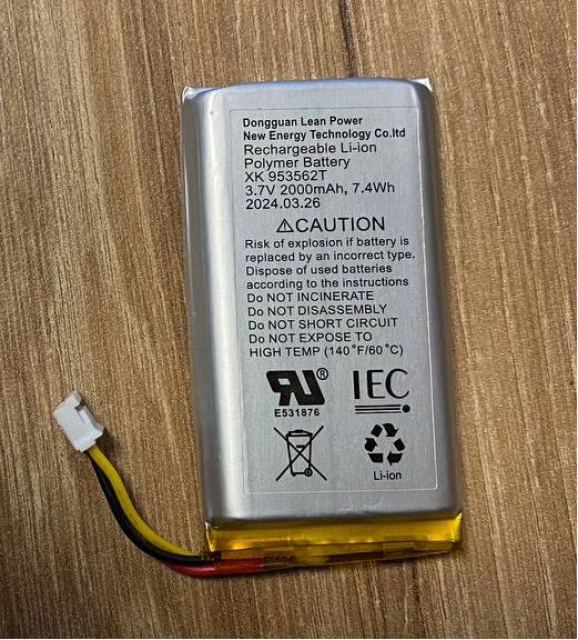 Dongguan Lean Power
New Energy Technology Co.ltd
Rechargeable Li-ion
Polymer Battery
XK 953562T
3.7V 2000mAh, 7.4Wh
2024.03.26
⚠CAUTION
Risk of explosion if battery is
replaced by an incorrect type.
Dispose of used batteries
according to the instructions
Do NOT INCINERATE
Do NOT DISASSEMBLY
Do NOT SHORT CIRCUIT
Do NOT EXPOSE TO
HIGH TEMP (140°F/60°C)
RU®
IEC
E531876
Li-ion